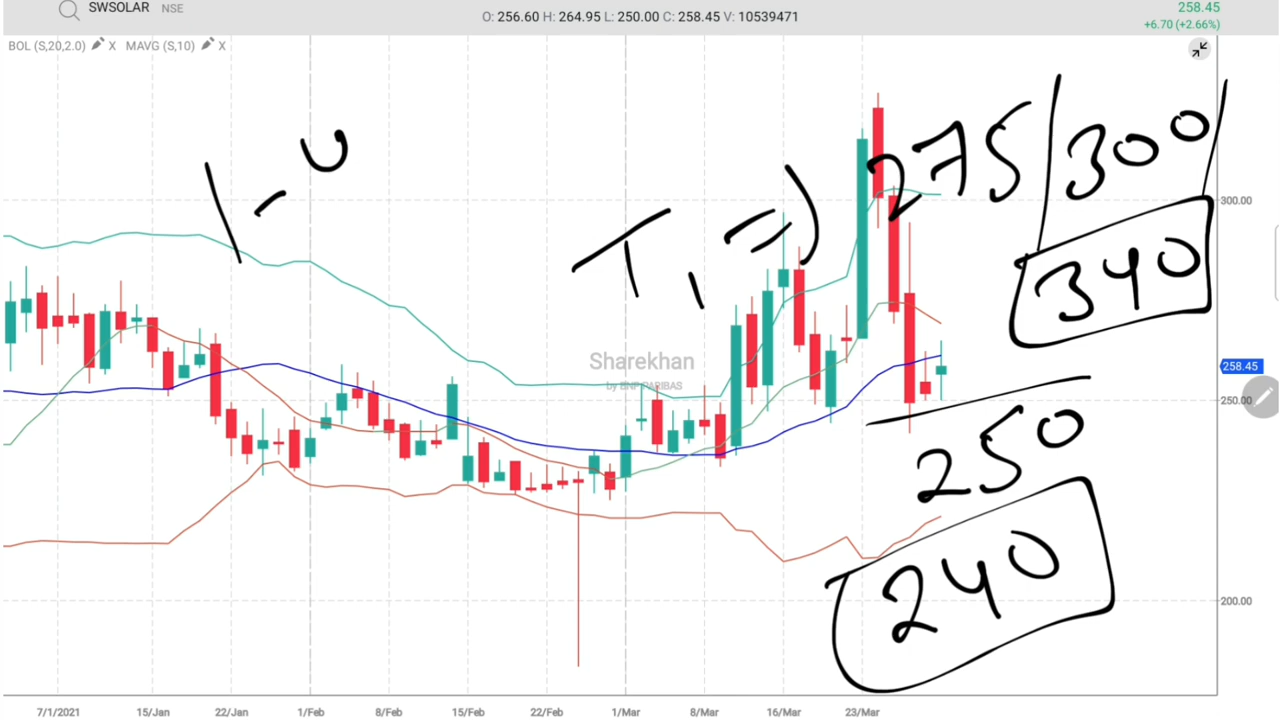 SWSOLAR NSE O: 256.60 H: 264.95 L: 250.00 C: 258.45 V: 10539471 258.45
+6.70 (+2.66%)
BOL (S,20,2.0) X MAVG (S,10) X
1-0
T1 => 275/300
300.00
340
Sharekhan
by BNP PARIBAS
258.45
250.00
250
240
200.00
7/1/2021 15/Jan 22/Jan 1/Feb 8/Feb 15/Feb 22/Feb 1/Mar 8/Mar 16/Mar 23/Mar